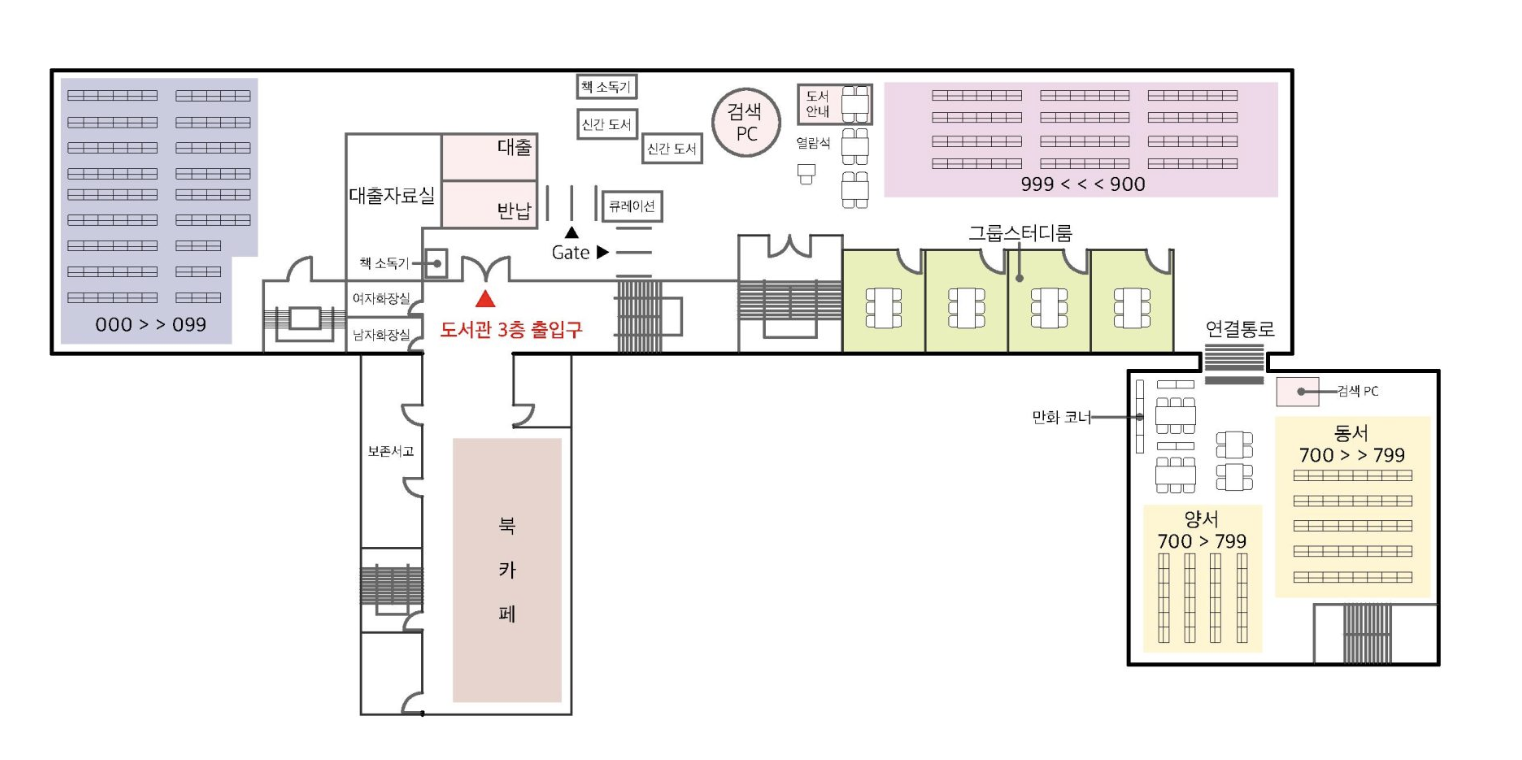 책 소독기
신간 도서
신간 도서
검색
PC
도서
안내
열람석
999 < < < 900
대출
반납
대출자료실
큐레이션
Gate
책 소독기
그룹스터디룸
여자화장실
남자화장실
000 > > 099
도서관 3층 출입구
연결통로
검색 PC
만화 코너
동서
700 > > 799
보존서고
양서
700 > 799
북
카
페